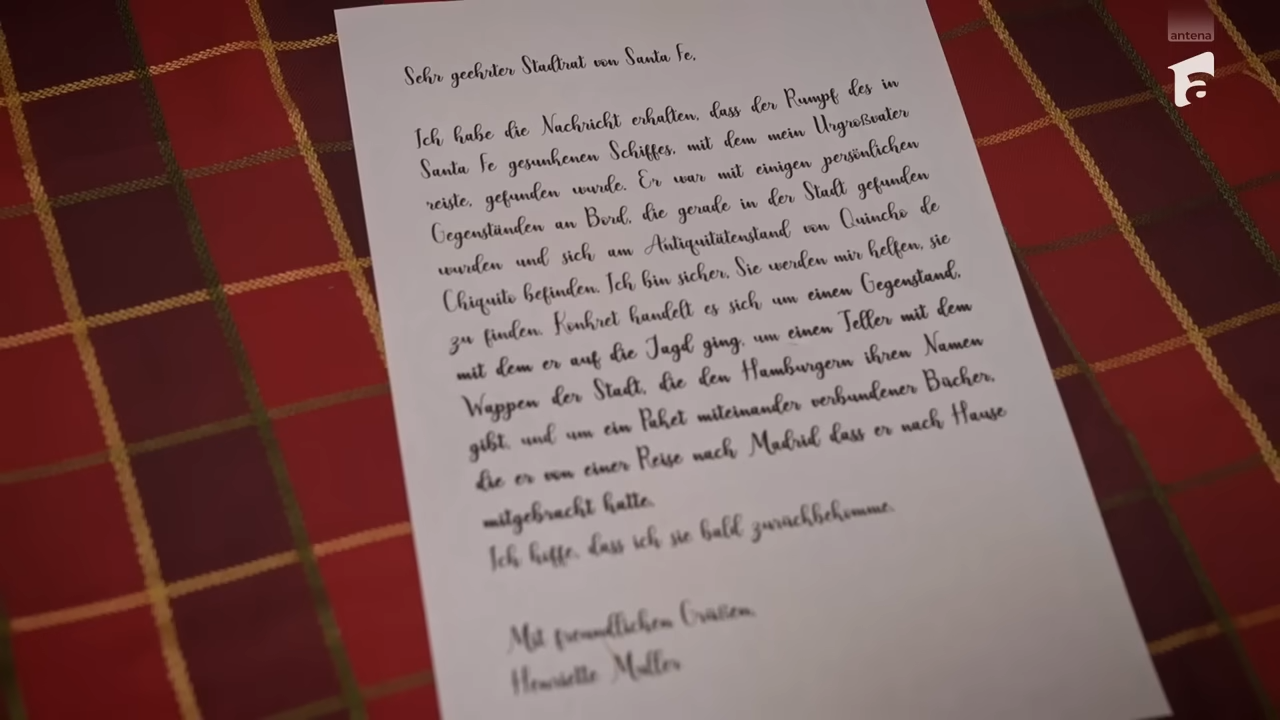 antena
Sehr geehrter Stadtrat von Santa Fe,
Ich habe die Nachricht erhalten, dass der Rumpf des in
Santa Fe gesunkenen Schiffes, mit dem mein Urgroßvater
reiste, gefunden wurde. Er war mit einigen persönlichen
Gegenständen an Bord, die gerade in der Stadt gefunden
wurden und sich am Antiquitätenstand von Quincho de
Chiquito befinden. Ich bin sicher, Sie werden mir helfen, sie
zu finden. Konkret handelt es sich um einen Gegenstand,
mit dem er auf die Jagd ging, um einen Teller mit dem
Wappen der Stadt, die den Hamburgern ihren Namen
gibt, und um ein Paket miteinander verbundener Bücher,
die er von einer Reise nach Madrid dass er nach Hause
mitgebracht hatte.
Ich hoffe, dass ich sie bald zurückbekomme.
Mit freundlichen Grüßen,
Henriette Muller